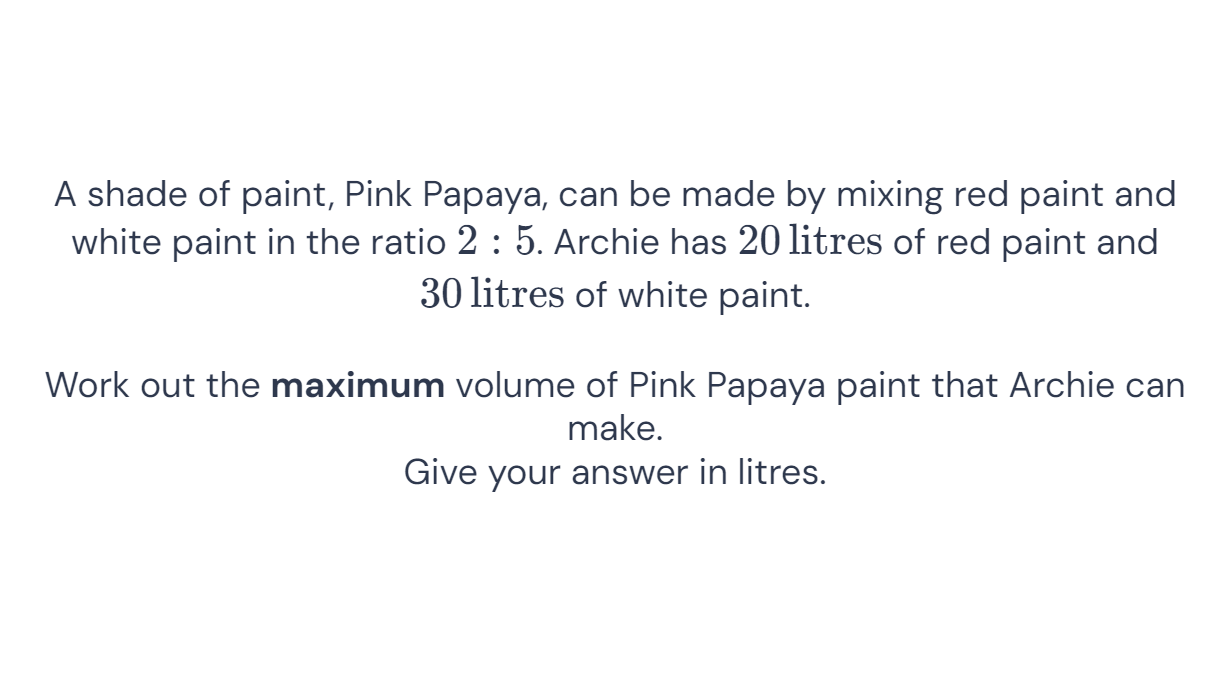 A shade of paint, Pink Papaya, can be made by mixing red paint and
white paint in the ratio 2 : 5. Archie has 20 litres of red paint and
30 litres of white paint.
Work out the maximum volume of Pink Papaya paint that Archie can
make.
Give your answer in litres.